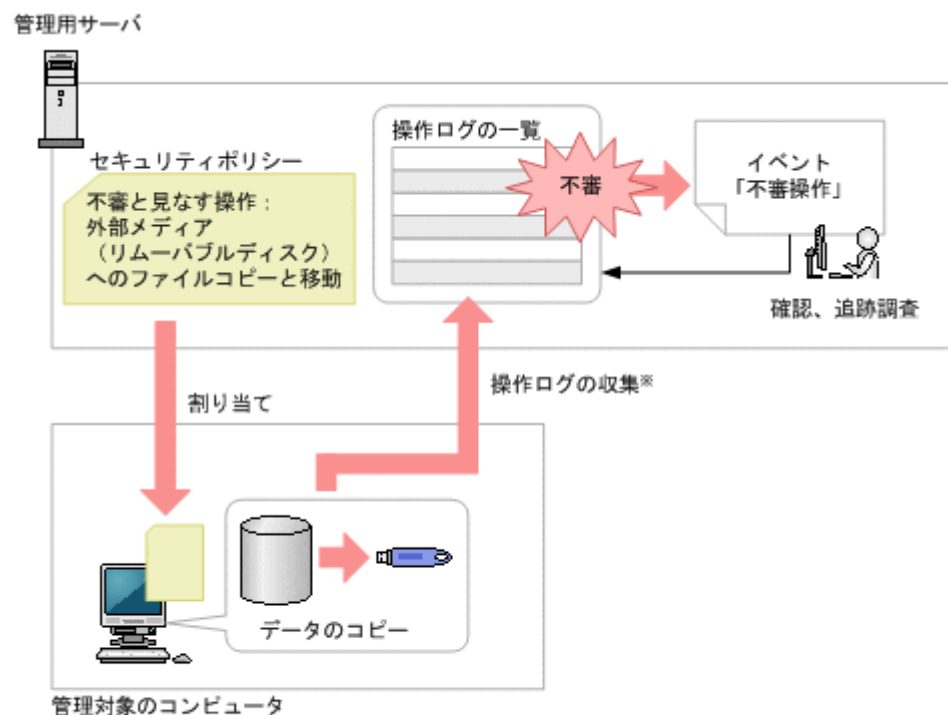 管理用サーバ
操作ログの一覧
セキュリティポリシー
不審と見なす操作：
外部メディア
（リムーバブルディスク）
へのファイルコピーと移動
不審
イベント
「不審操作」
確認、追跡調査
操作ログの収集※
割り当て
データのコピー
管理対象のコンピュータ